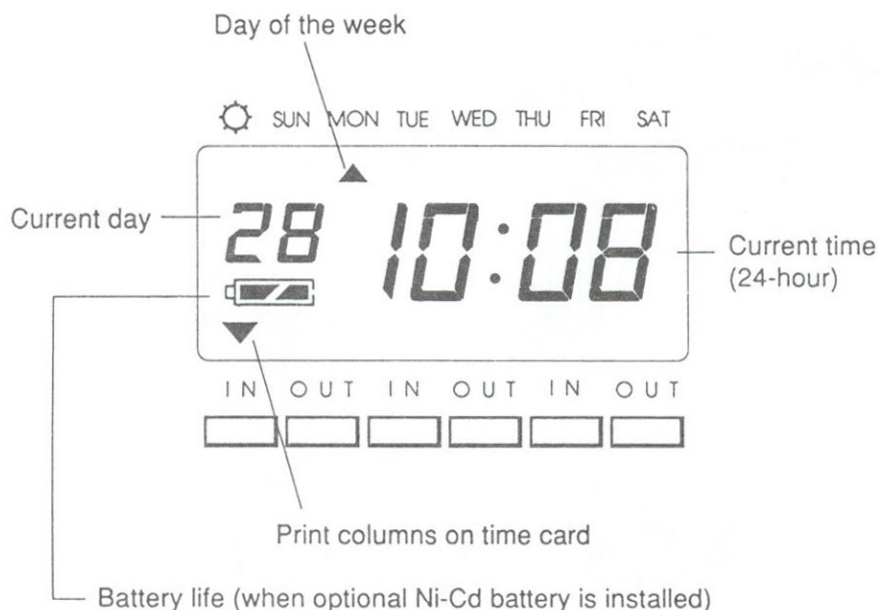 Day of the week
SUN MON TUE WED THU FRI SAT
Current day
28 10:08
Current time
(24-hour)
IN OUT IN OUT IN OUT
Print columns on time card
Battery life (when optional Ni-Cd battery is installed)